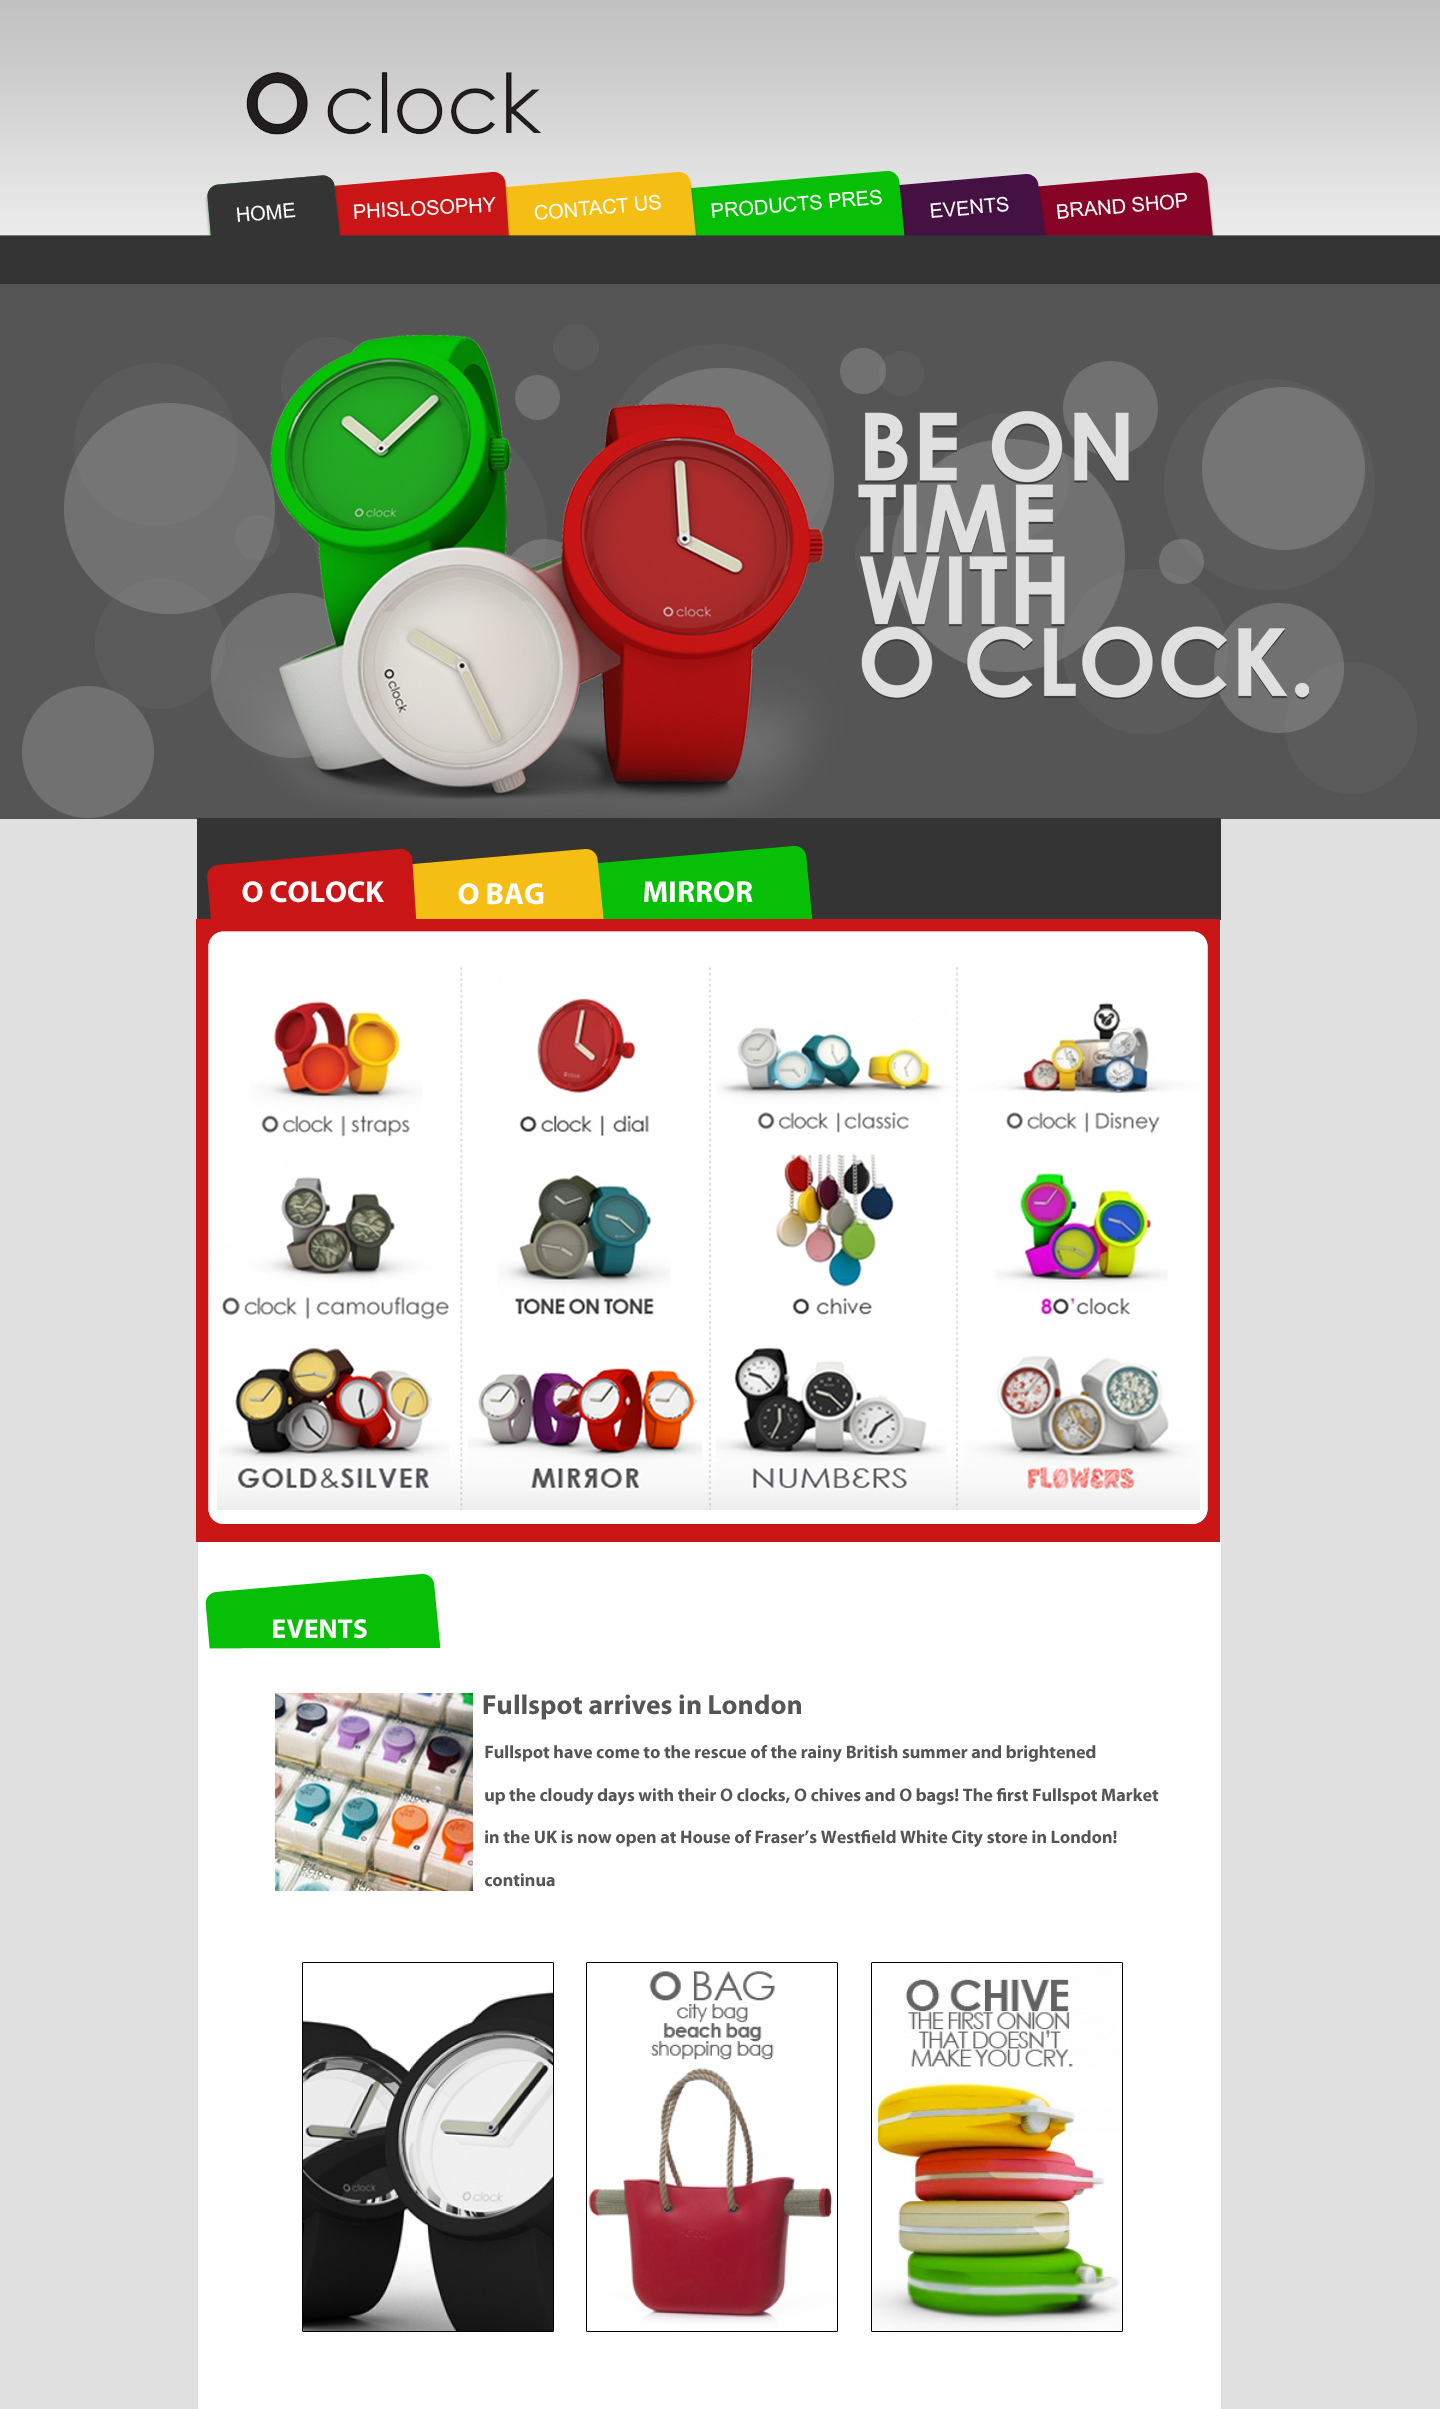 O clock
HOME
PHISLOSOPHY
CONTACT US
PRODUCTS PRES
EVENTS
BRAND SHOP
O clock
O clock
O clock
BE ON
TIME
WITH
O CLOCK.
O COLOCK
O BAG
MIRROR
O clock | straps
O clock | dial
O clock | classic
O clock | Disney
O clock | camouflage
TONE ON TONE
O chive
8O'clock
GOLD&SILVER
MIRЯOR
NUMBERS
FLOWERS
EVENTS
Fullspot arrives in London
Fullspot have come to the rescue of the rainy British summer and brightened
up the cloudy days with their O clocks, O chives and O bags! The first Fullspot Market
in the UK is now open at House of Fraser’s Westfield White City store in London!
continua
O clock
O clock
O BAG
city bag
beach bag
shopping bag
O CHIVE
THE FIRST ONION
THAT DOESN'T
MAKE YOU CRY.